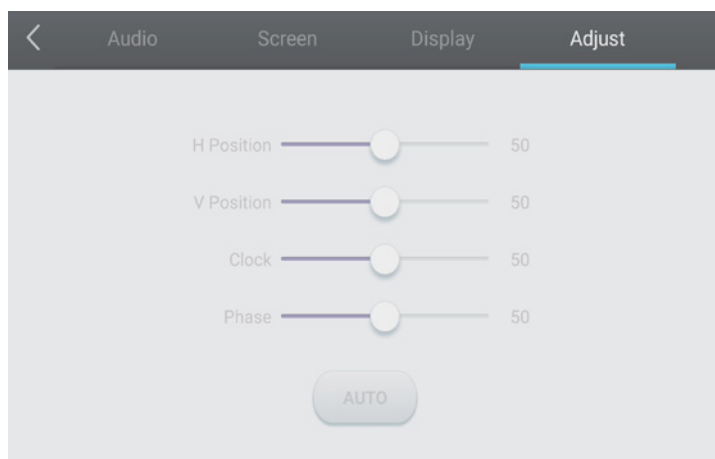 Audio Screen Display Adjust
H Position 50
V Position 50
Clock 50
Phase 50
AUTO